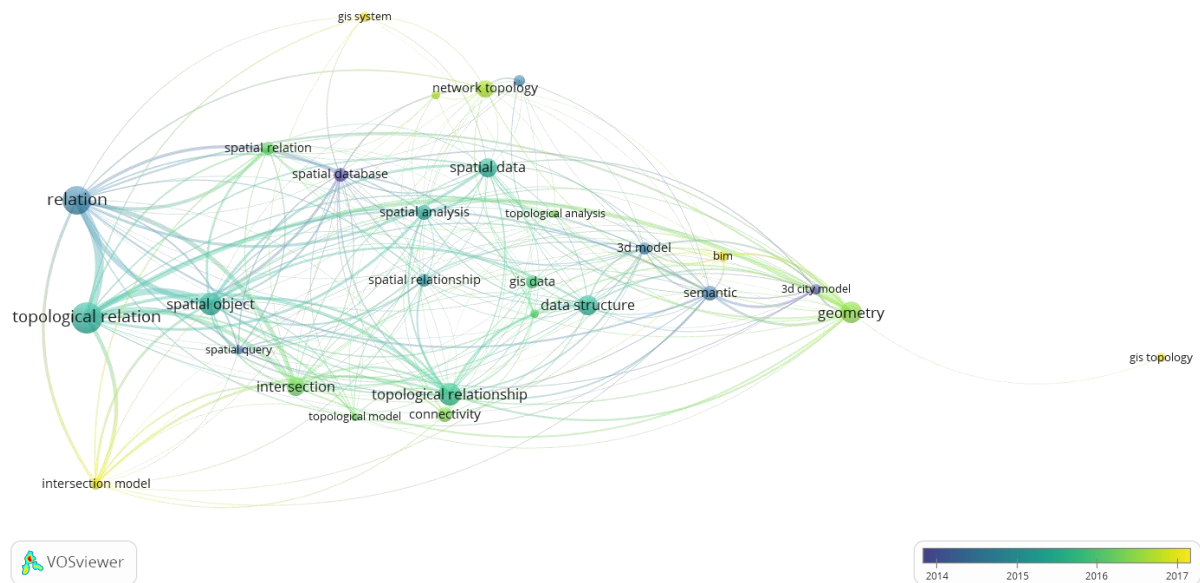 gis system
network topology
spatial relation
spatial database
spatial data
relation
spatial analysis
topological analysis
3d model
bim
spatial relationship
gis data
semantic
3d city model
topological relation
spatial object
data structure
geometry
spatial query
gis topology
intersection
topological relationship
topological model
connectivity
intersection model
VOSviewer
2014 2015 2016 2017